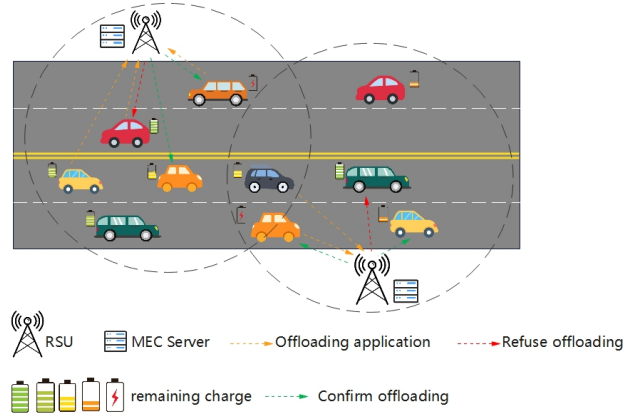 RSU
MEC Server
Offloading application
Refuse offloading
remaining charge
Confirm offloading